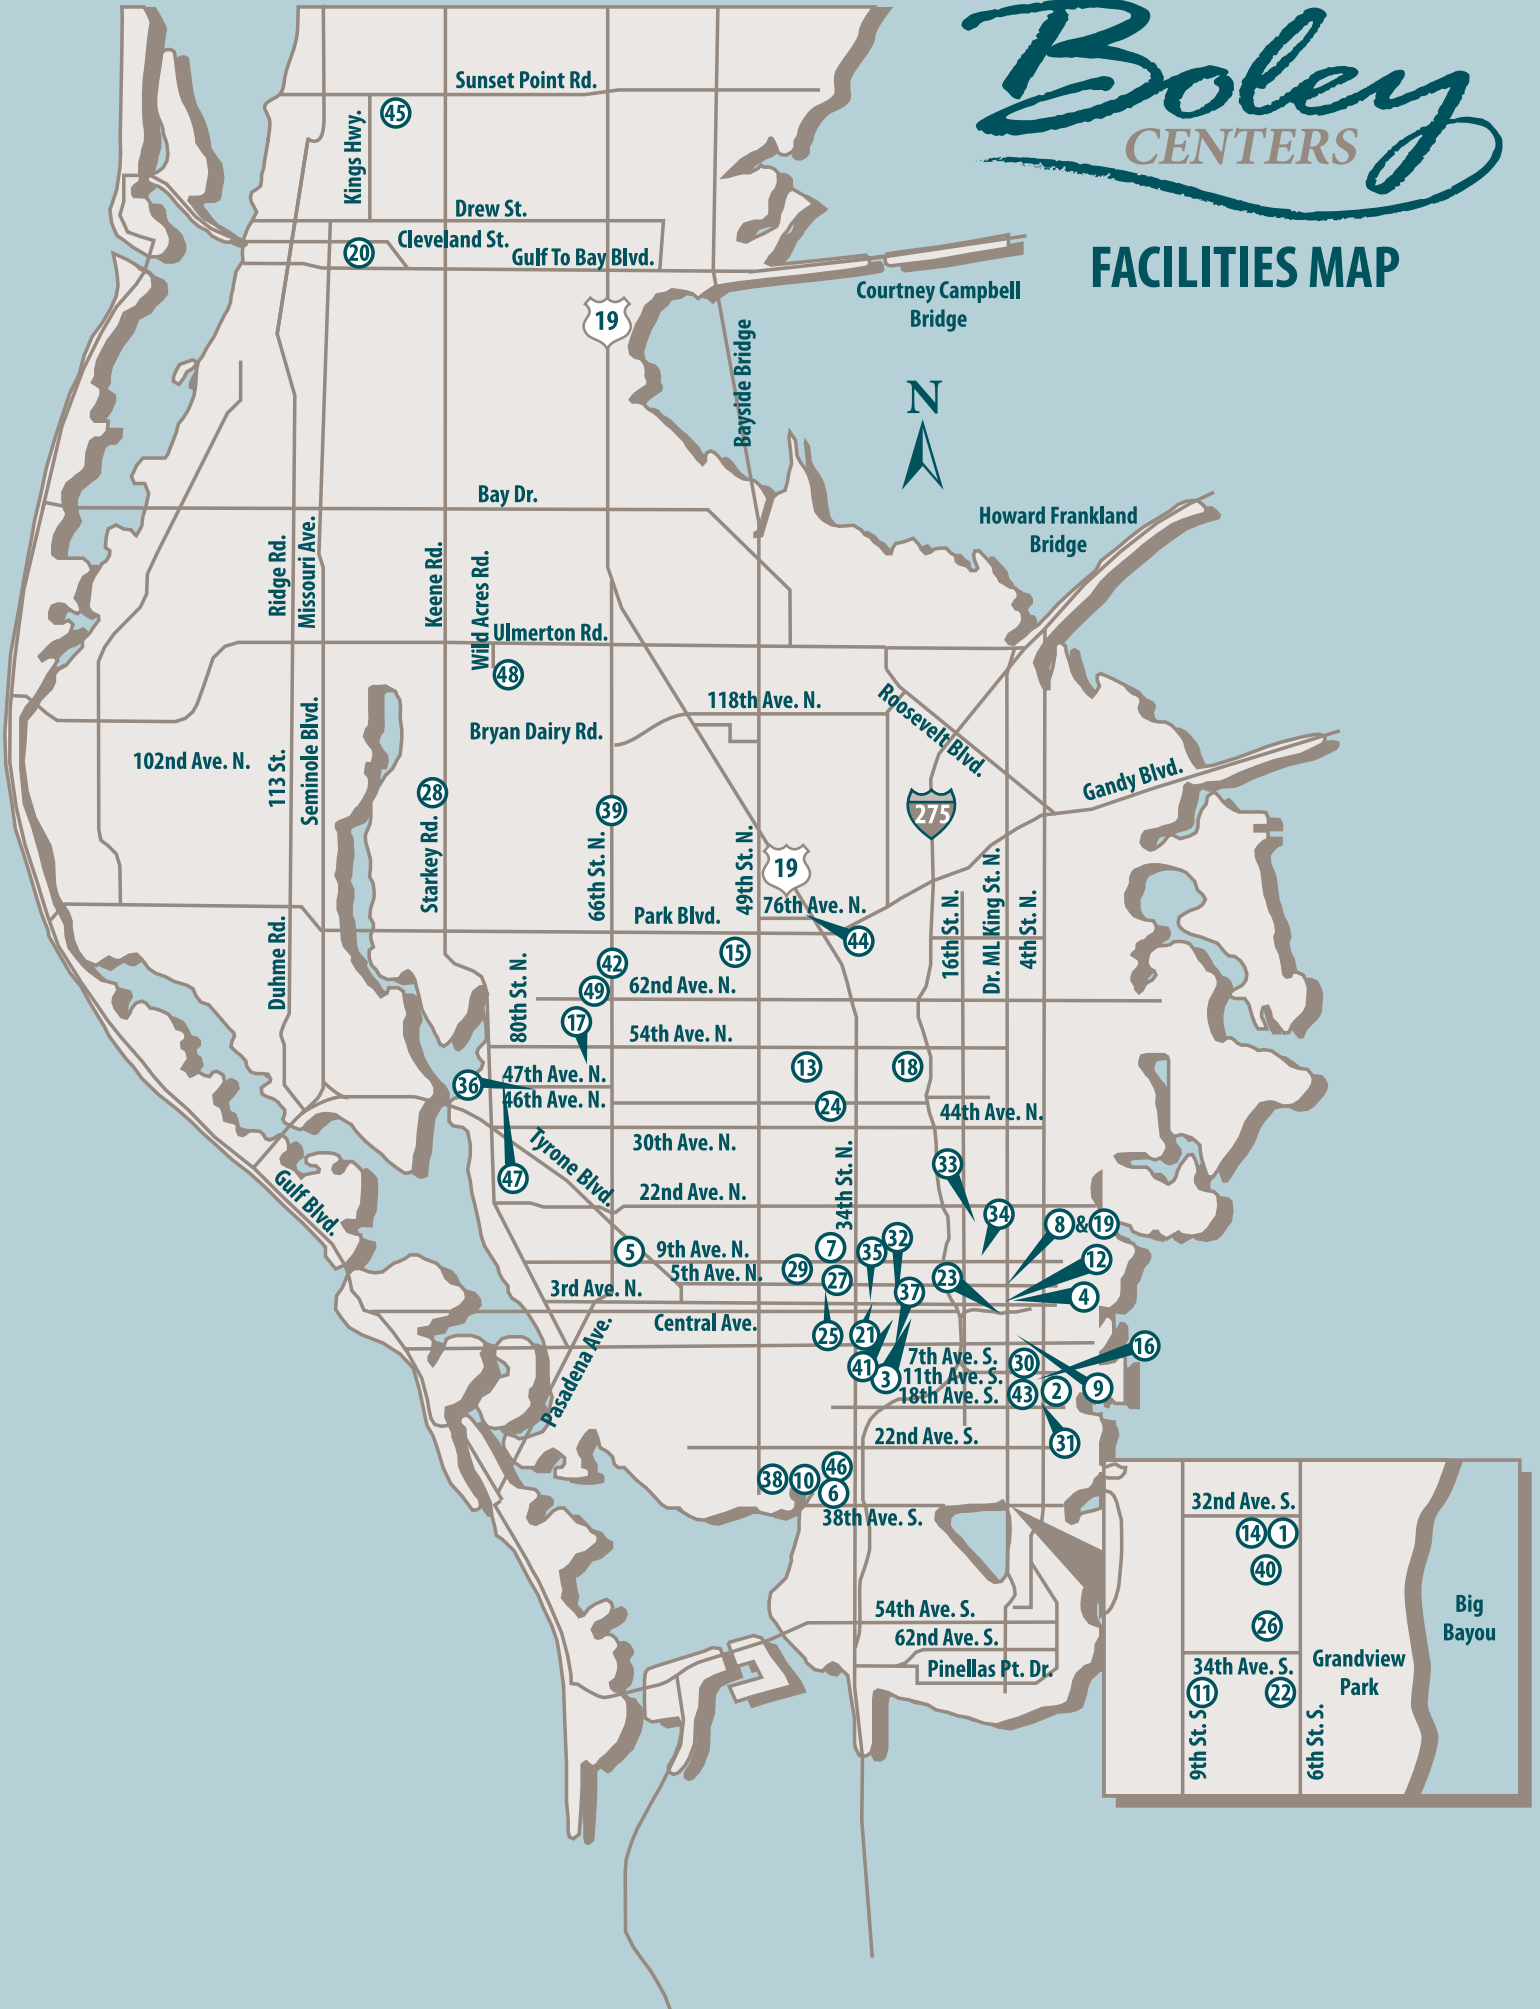 Boley
CENTERS
FACILITIES MAP
Sunset Point Rd.
45
Kings Hwy.
Drew St.
Cleveland St.
20
Gulf To Bay Blvd.
Courtney Campbell
Bridge
19
Bayside Bridge
N
Bay Dr.
Howard Frankland
Bridge
Ridge Rd.
Missouri Ave.
Keene Rd.
Wild Acres Rd.
Ulmerton Rd.
48
118th Ave. N.
Roosevelt Blvd.
Bryan Dairy Rd.
102nd Ave. N.
113 St.
Seminole Blvd.
Gandy Blvd.
28
39
275
Starkey Rd.
66th St. N.
49th St. N.
19
76th Ave. N.
Park Blvd.
44
16th St. N.
Dr. ML King St. N.
4th St. N.
Duhme Rd.
15
42
80th St. N.
49
62nd Ave. N.
17
54th Ave. N.
13
18
36
47th Ave. N.
46th Ave. N.
24
44th Ave. N.
30th Ave. N.
Tyrone Blvd.
34th St. N.
33
47
22nd Ave. N.
Gulf Blvd.
34
8
&
19
32
7
35
5
9th Ave. N.
12
29
5th Ave. N.
27
23
3rd Ave. N.
37
4
Central Ave.
25
21
16
Pasadena Ave.
7th Ave. S.
30
41
3
11th Ave. S.
18th Ave. S.
43
2
9
22nd Ave. S.
31
46
38
10
6
38th Ave. S.
32nd Ave. S.
14
1
40
54th Ave. S.
26
Big
Bayou
62nd Ave. S.
Pinellas Pt. Dr.
34th Ave. S.
Grandview
Park
11
22
9th St. S
6th St. S.